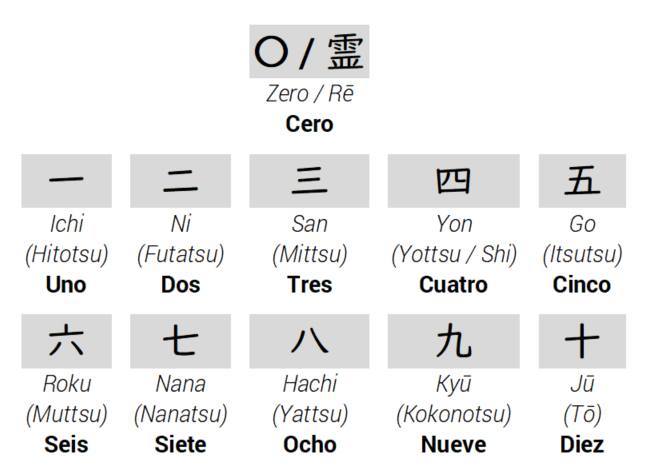 〇 / 霊
Zero / Rē
Cero
一 二 三 四 五
Ichi Ni San Yon Go
(Hitotsu) (Futatsu) (Mittsu) (Yottsu / Shi) (Itsutsu)
Uno Dos Tres Cuatro Cinco
六 七 八 九 十
Roku Nana Hachi Kyū Jū
(Muttsu) (Nanatsu) (Yattsu) (Kokonotsu) (Tō)
Seis Siete Ocho Nueve Diez